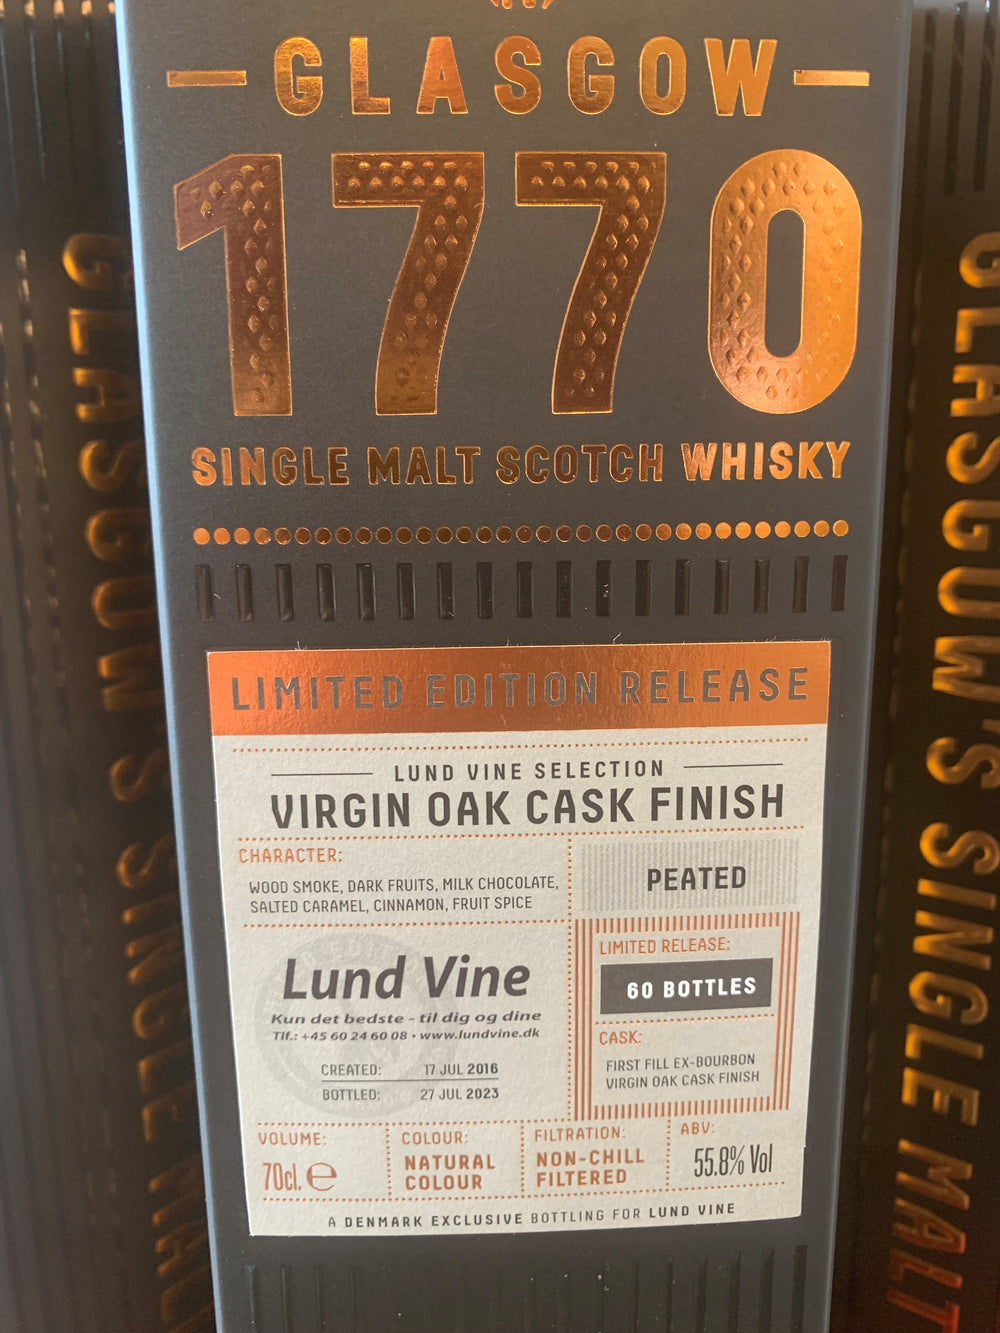 GLASGOW
1770
SINGLE MALT SCOTCH WHISKY
LIMITED EDITION RELEASE
LUND VINE SELECTION
VIRGIN OAK CASK FINISH
CHARACTER:
WOOD SMOKE, DARK FRUITS, MILK CHOCOLATE,
SALTED CARAMEL, CINNAMON, FRUIT SPICE
PEATED
LIMITED RELEASE:
60 BOTTLES
CASK:
FIRST FILL EX-BOURBON
VIRGIN OAK CASK FINISH
Lund Vine
Kun det bedste - til dig og dine
Tlf.: +45 60 24 60 08 • www.lundvine.dk
CREATED: 17 JUL 2016
BOTTLED: 27 JUL 2023
VOLUME:
70cl. ℮
COLOUR:
NATURAL
COLOUR
FILTRATION:
NON-CHILL
FILTERED
ABV:
55.8% Vol
A DENMARK EXCLUSIVE BOTTLING FOR LUND VINE
GLASGOW'S SINGLE MALT
GLASGOW'S SINGLE MALT